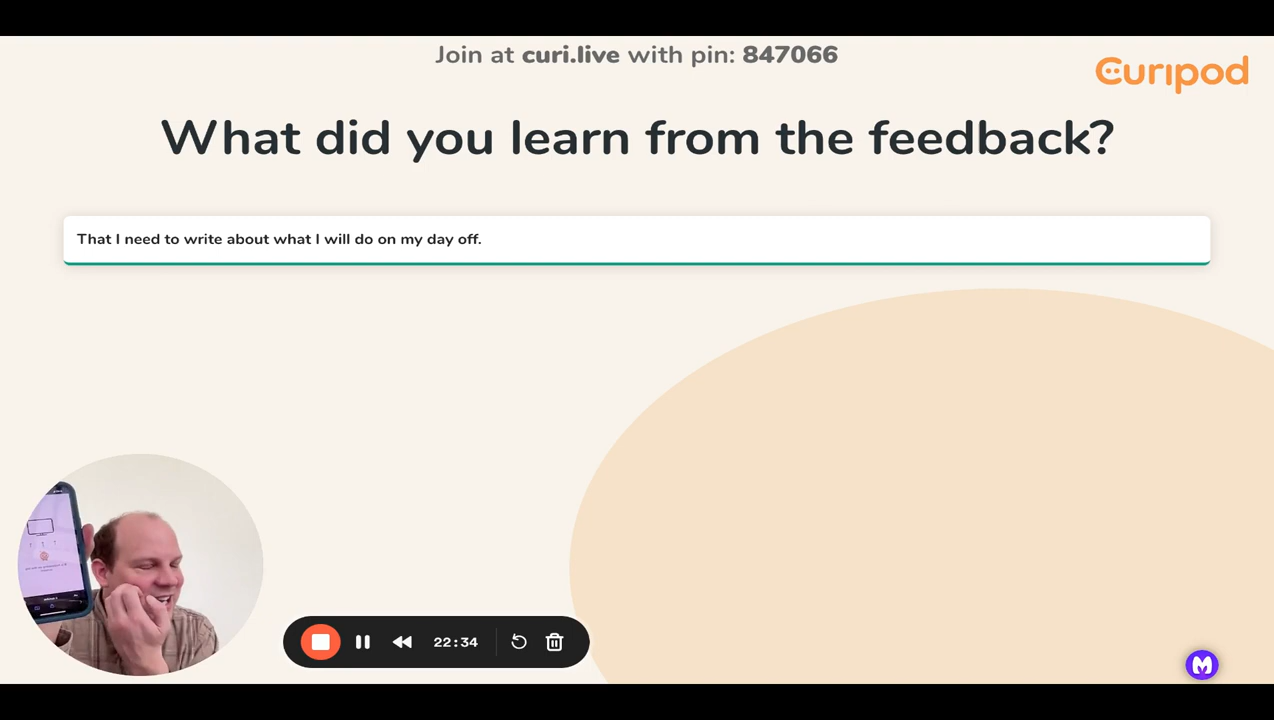 Join at curi.live with pin: 847066
Curipod
What did you learn from the feedback?
That I need to write about what I will do on my day off.
22:34